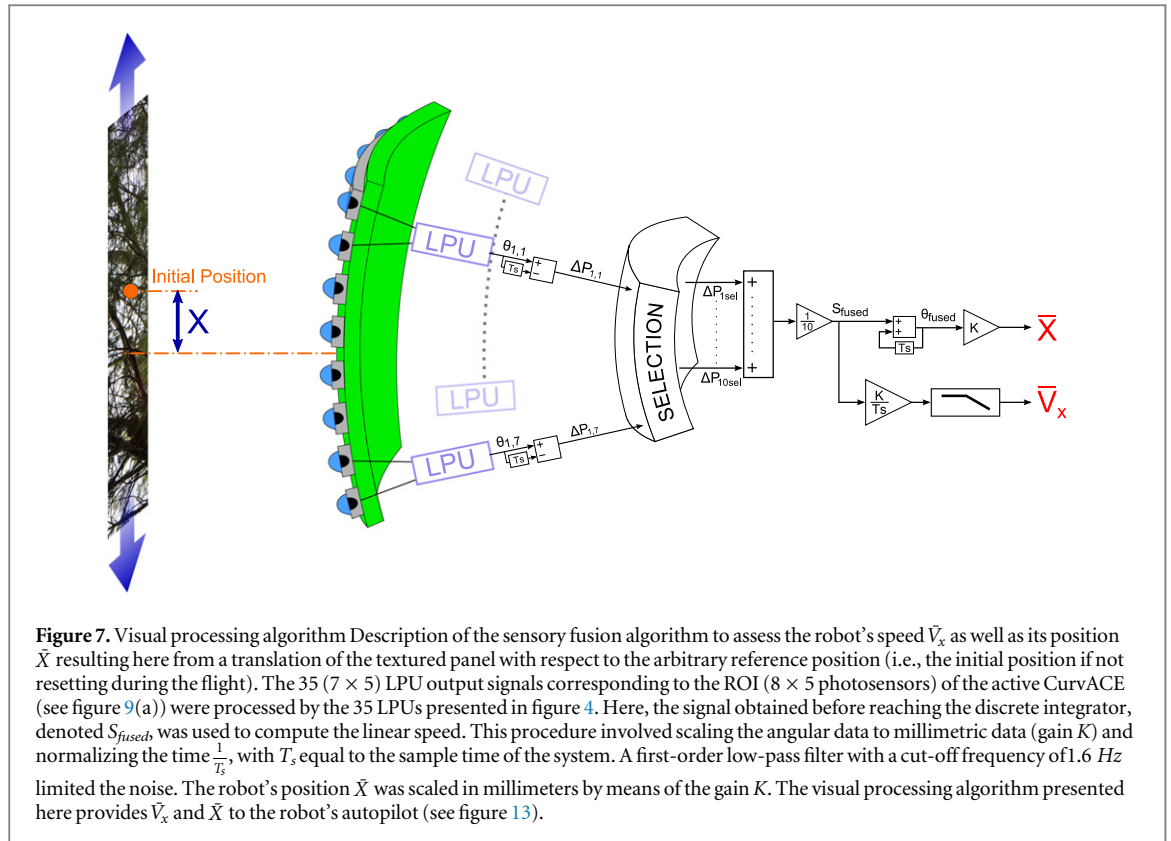 Initial Position
X
LPU
LPU
θ1,1
Ts
+
−
ΔP1,1
LPU
LPU
θ1,7
Ts
+
−
ΔP1,7
SELECTION
ΔP1sel
ΔP10sel
+
+
1/10
Sfused
+
+
Ts
θfused
K
X̄
K/Ts
V̄x
Figure 7. Visual processing algorithm Description of the sensory fusion algorithm to assess the robot's speed V̄x as well as its position
X̄ resulting here from a translation of the textured panel with respect to the arbitrary reference position (i.e., the initial position if not
resetting during the flight). The 35 (7 × 5) LPU output signals corresponding to the ROI (8 × 5 photosensors) of the active CurvACE
(see figure 9(a)) were processed by the 35 LPUs presented in figure 4. Here, the signal obtained before reaching the discrete integrator,
denoted Sfused, was used to compute the linear speed. This procedure involved scaling the angular data to millimetric data (gain K) and
normalizing the time 1/Ts, with Ts equal to the sample time of the system. A first-order low-pass filter with a cut-off frequency of1.6 Hz
limited the noise. The robot's position X̄ was scaled in millimeters by means of the gain K. The visual processing algorithm presented
here provides V̄x and X̄ to the robot's autopilot (see figure 13).